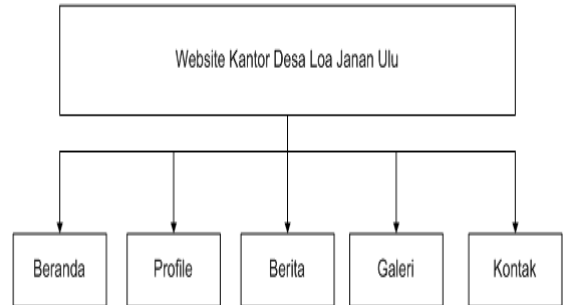 Website Kantor Desa Loa Janan Ulu
Beranda
Profile
Berita
Galeri
Kontak